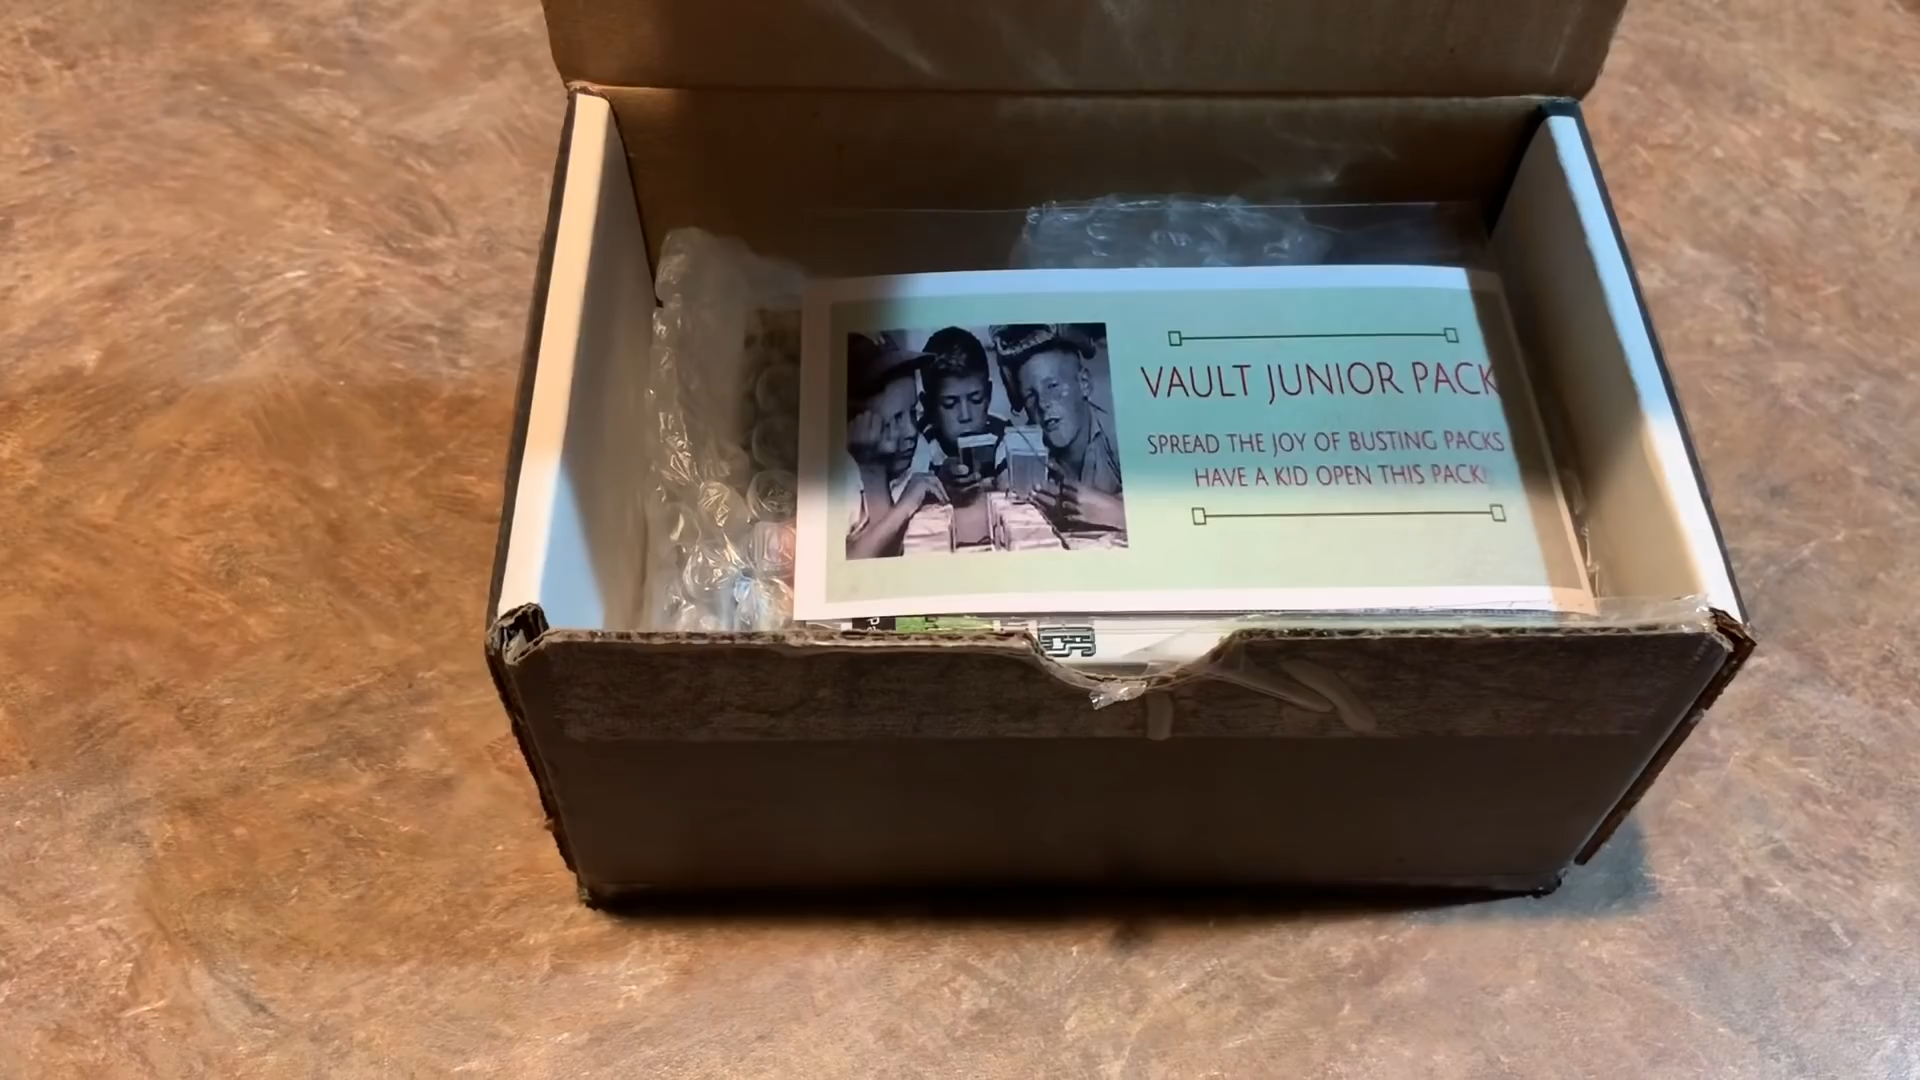 VAULT JUNIOR PACK
SPREAD THE JOY OF BUSTING PACKS
HAVE A KID OPEN THIS PACK!